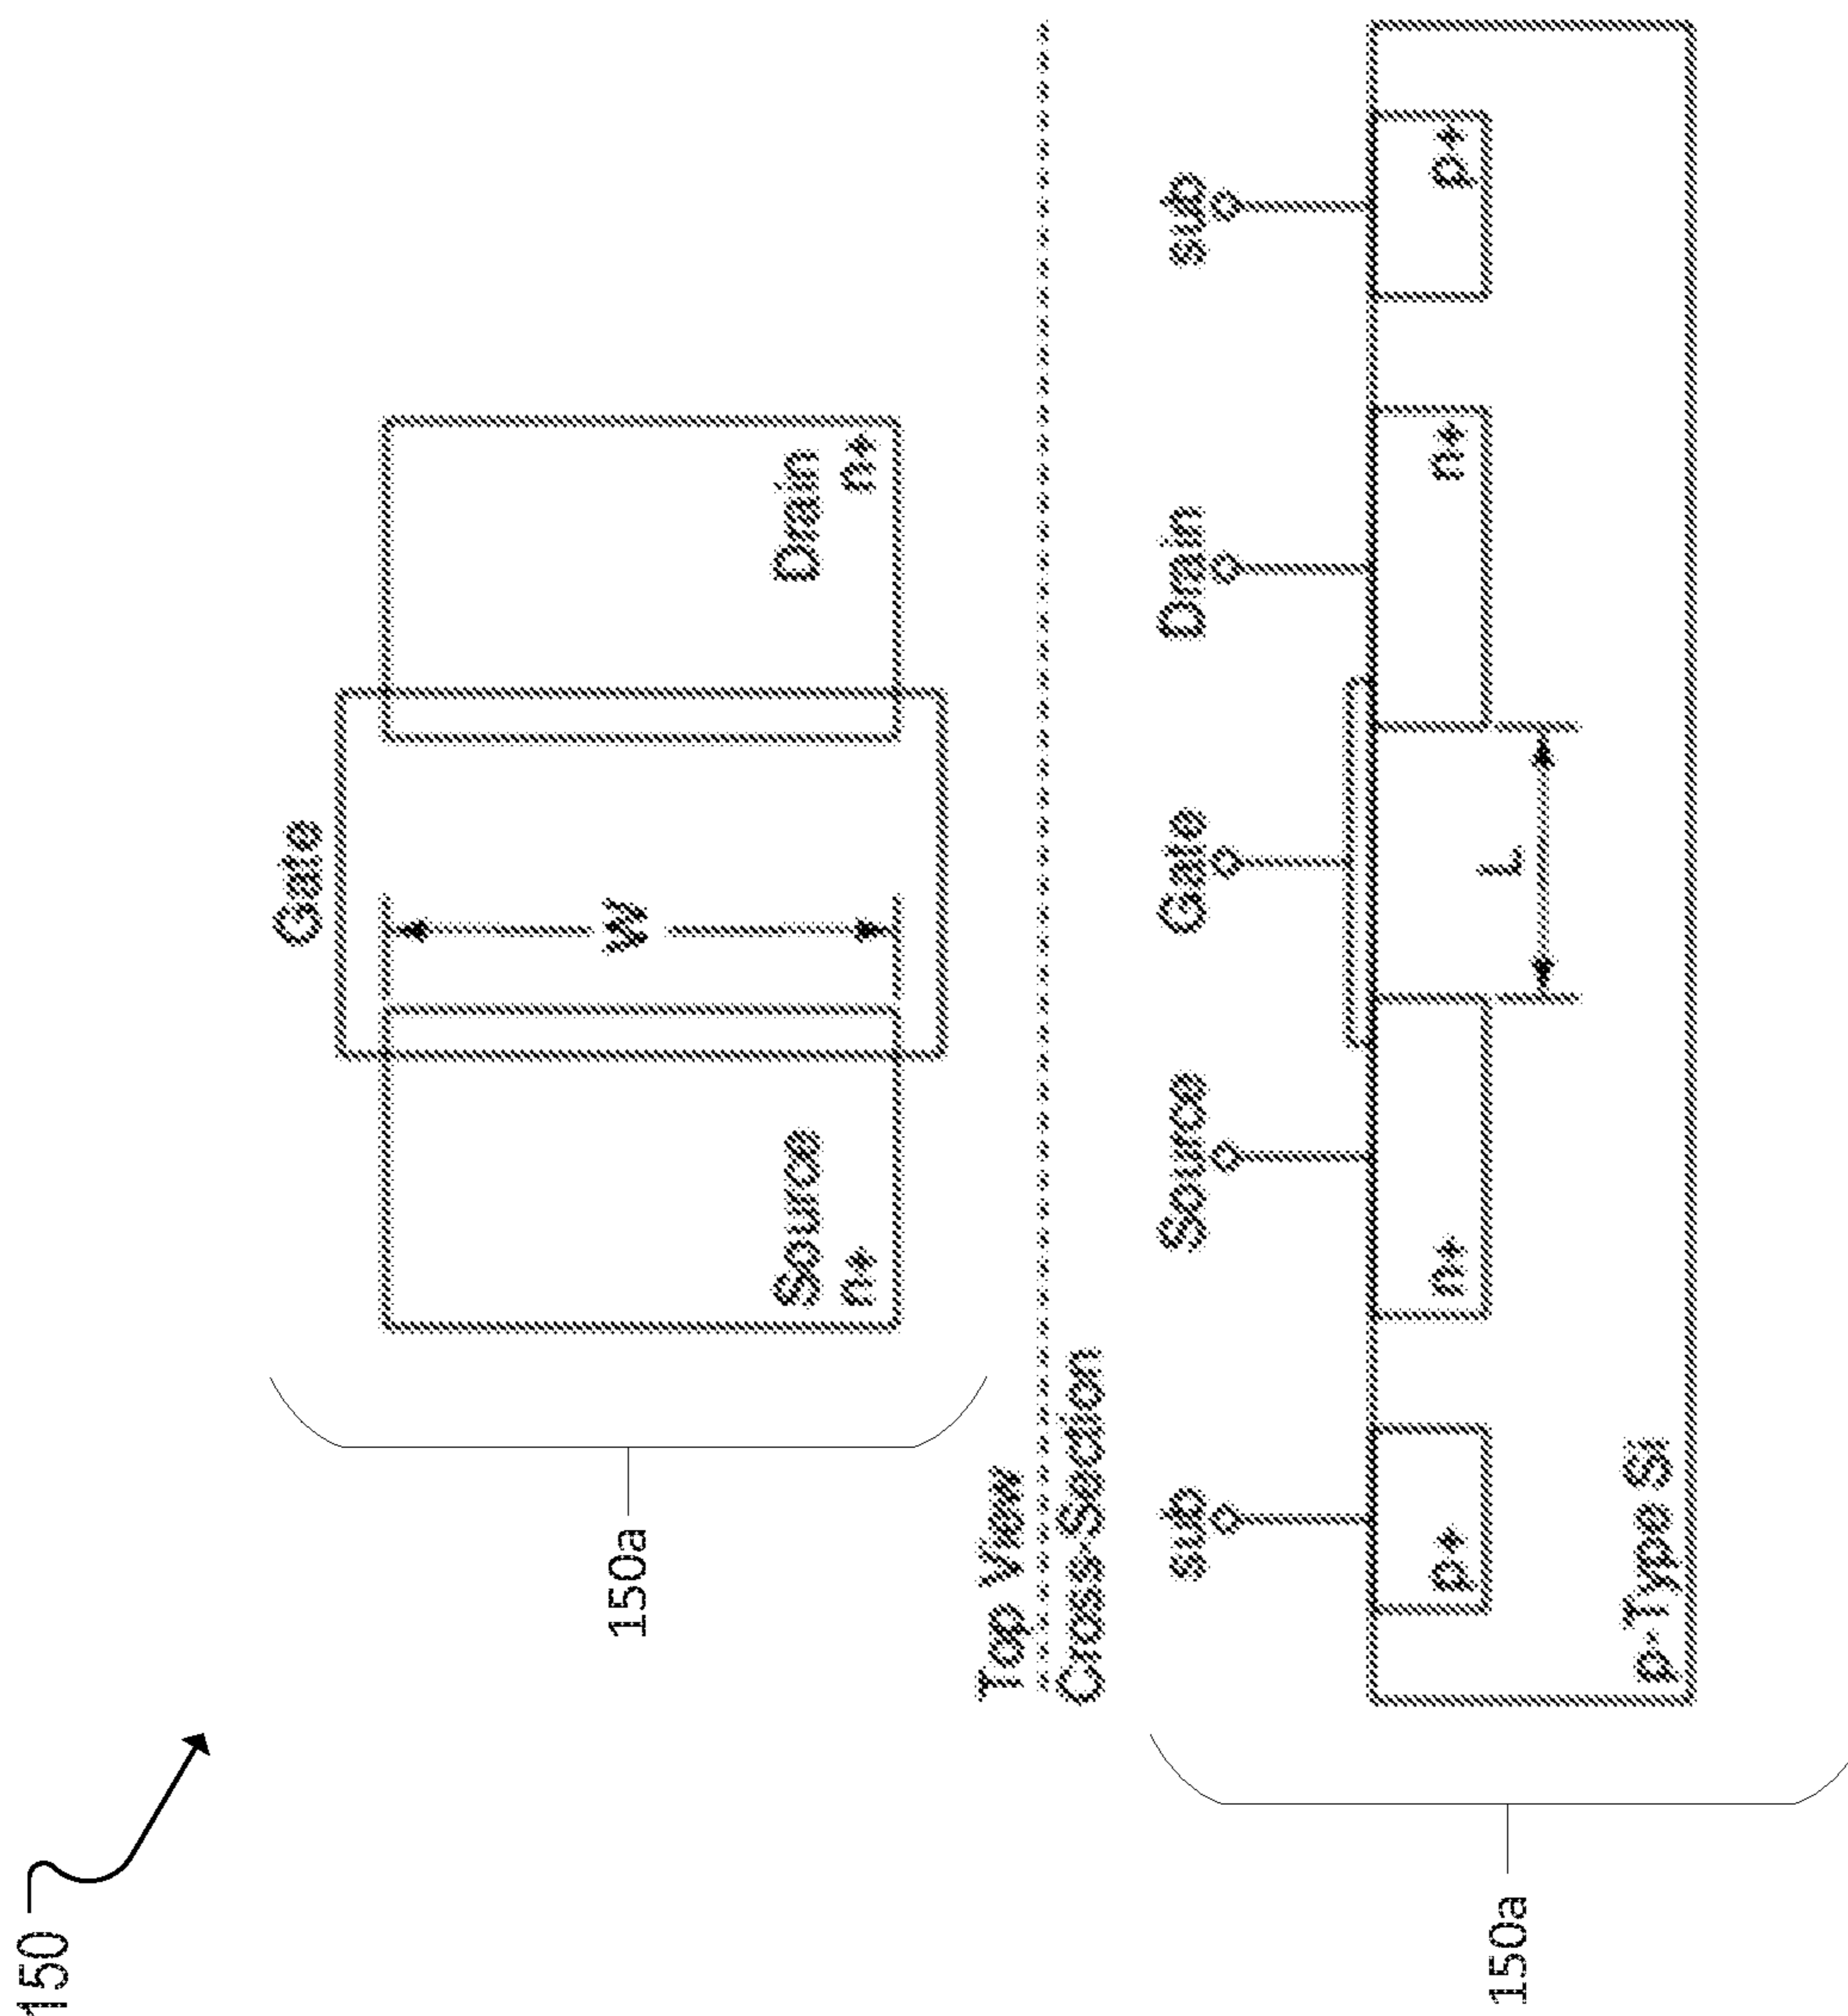 150
Gate
W
Source
n+
Drain
n+
150a
Top View
Cross-Section
sub
Source
Gate
Drain
sub
p+
n+
L
n+
p+
p-Type Si
150a